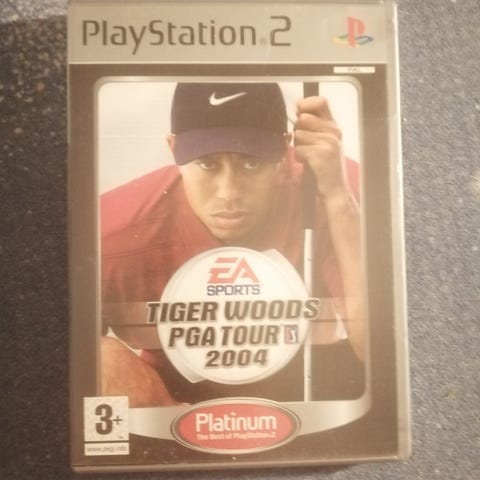 PlayStation®2
PAL
EA
SPORTS
TIGER WOODS
PGA TOUR
2004
3+
www.pegi.info
Platinum
The Best of PlayStation®2